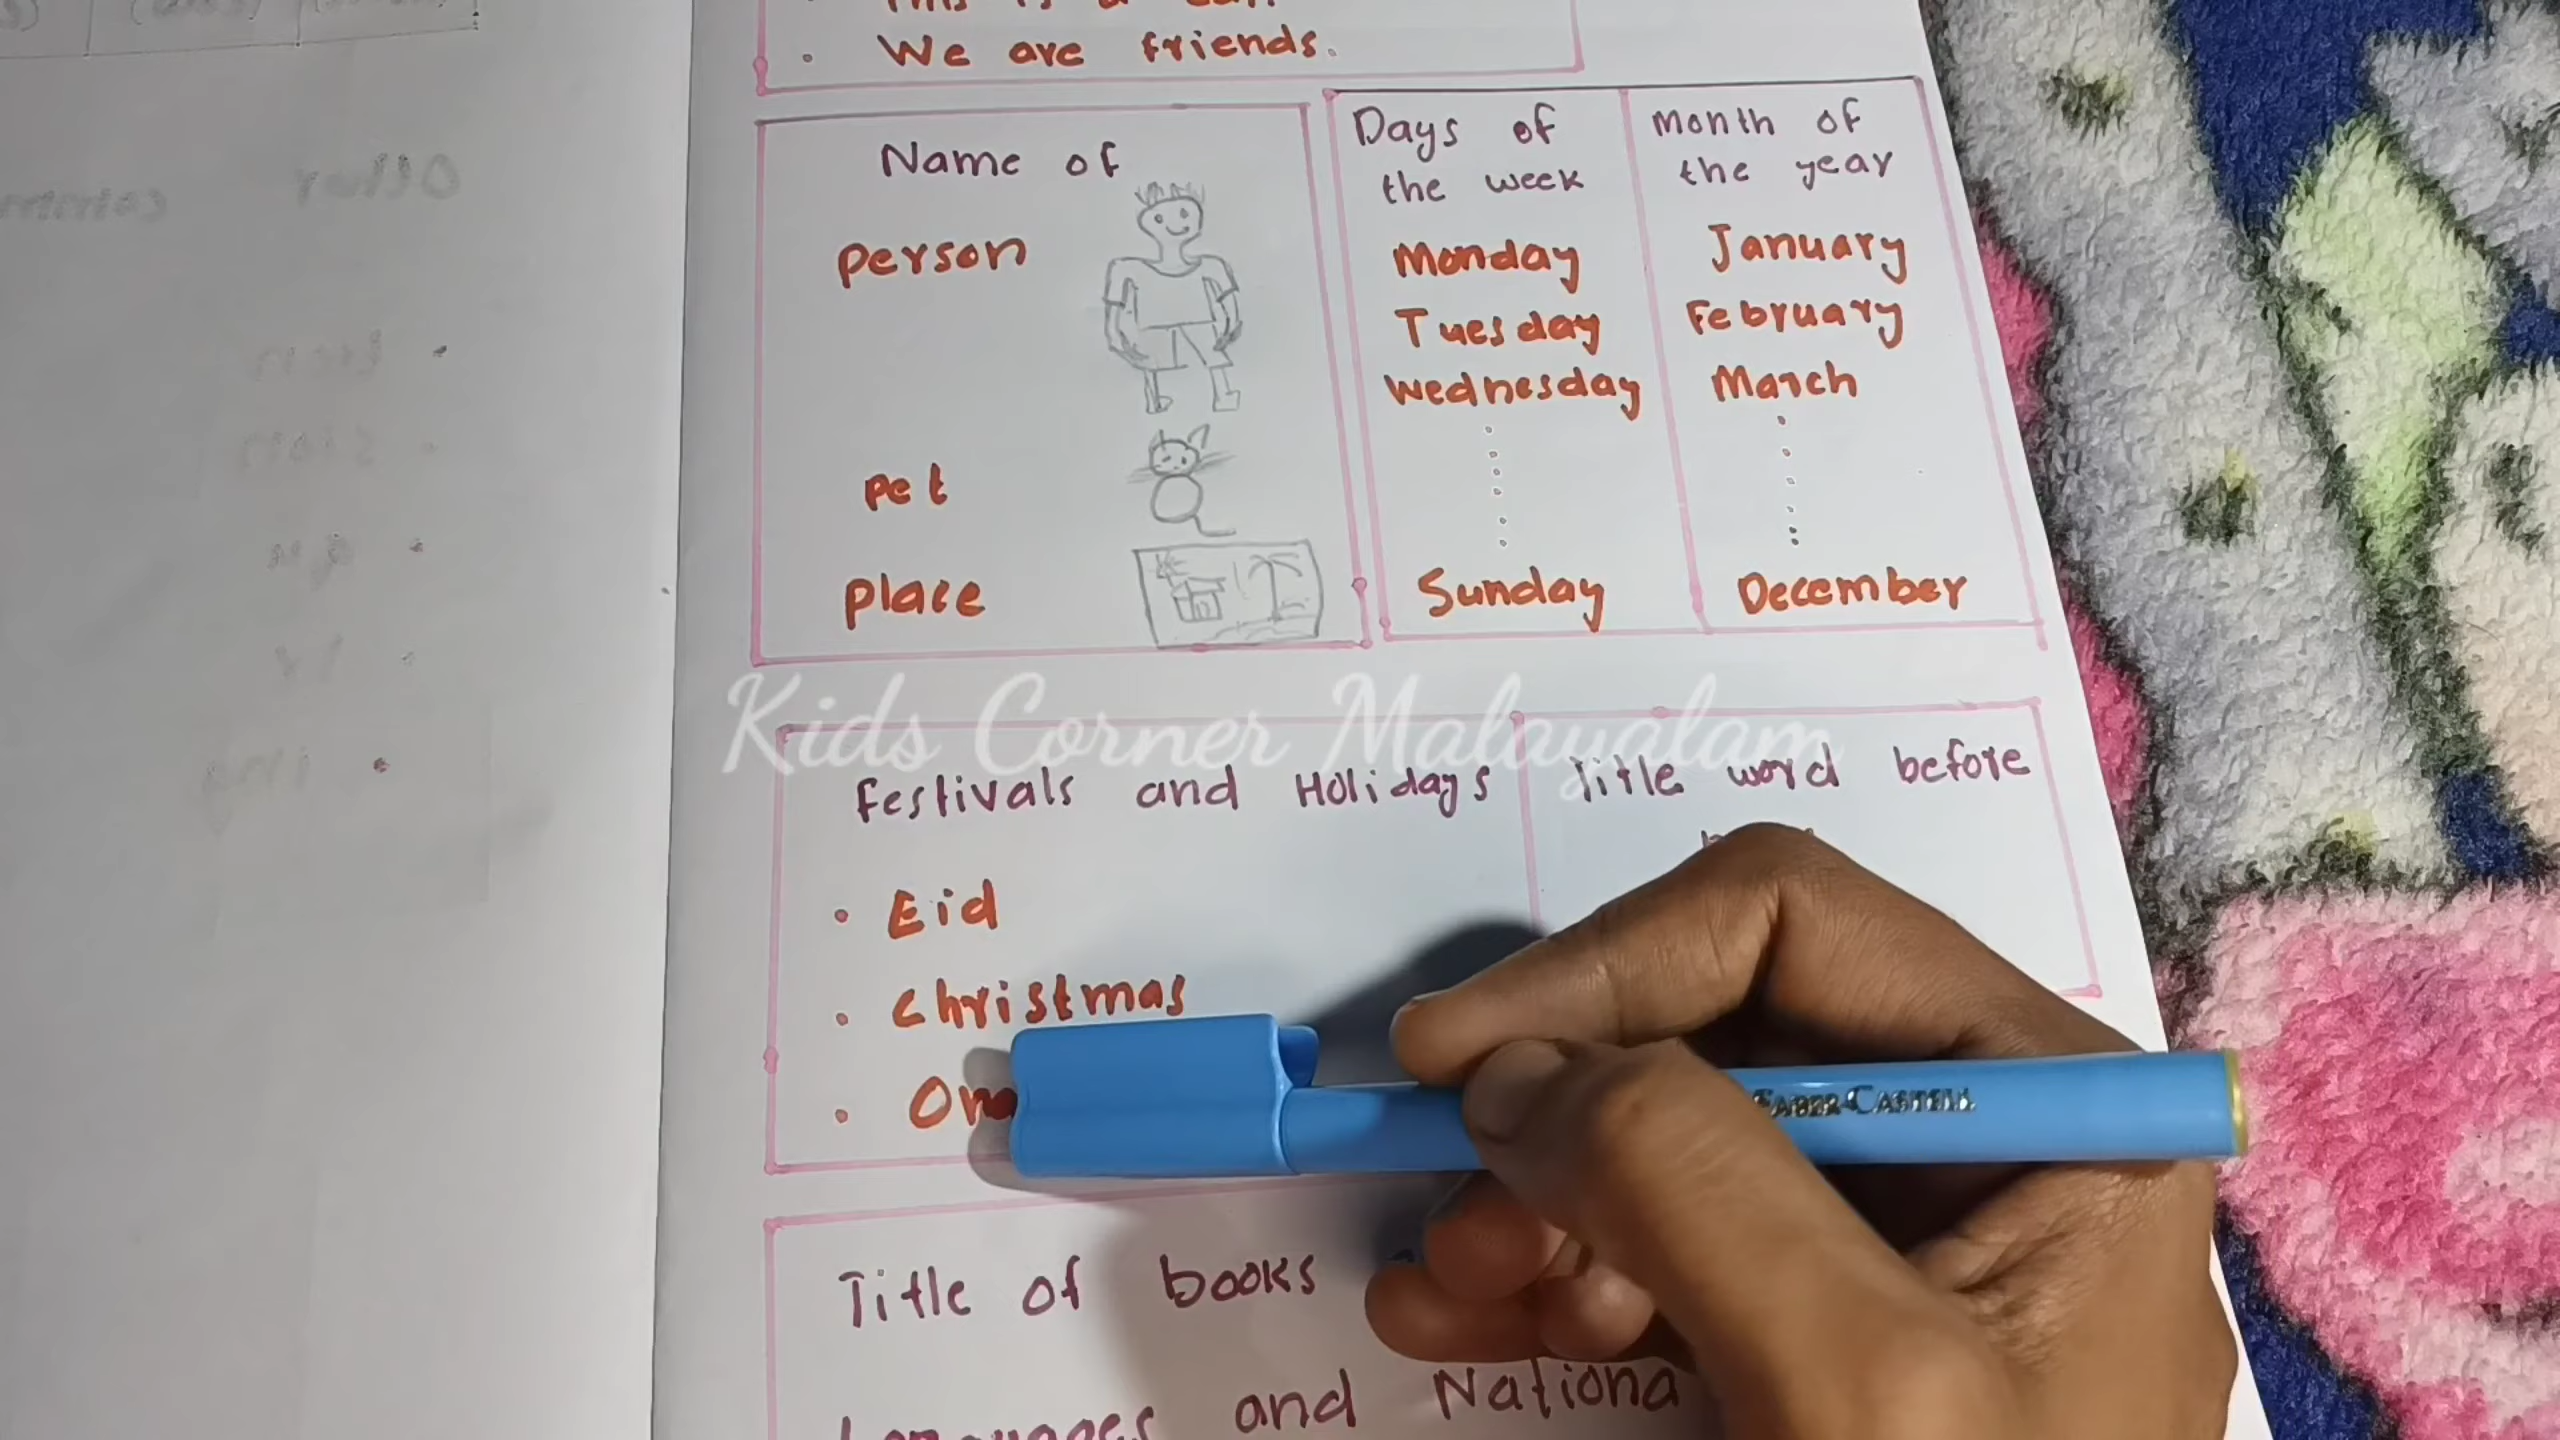 We are friends.
Name of
person
pet
place
Days of
the week
Monday
Tuesday
Wednesday
Sunday
Month of
the year
January
February
March
December
Kids Corner Malayalam
Festivals and Holidays
• Eid
• Christmas
•
Title word before
Title of books
and Nationa
FABER-CASTELL